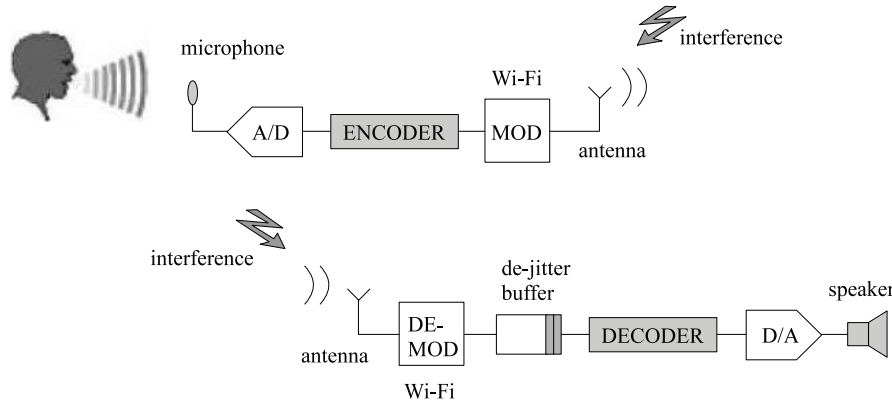 microphone
interference
Wi-Fi
A/D
ENCODER
MOD
antenna
interference
de-jitter
buffer
speaker
DE-
MOD
DECODER
D/A
antenna
Wi-Fi